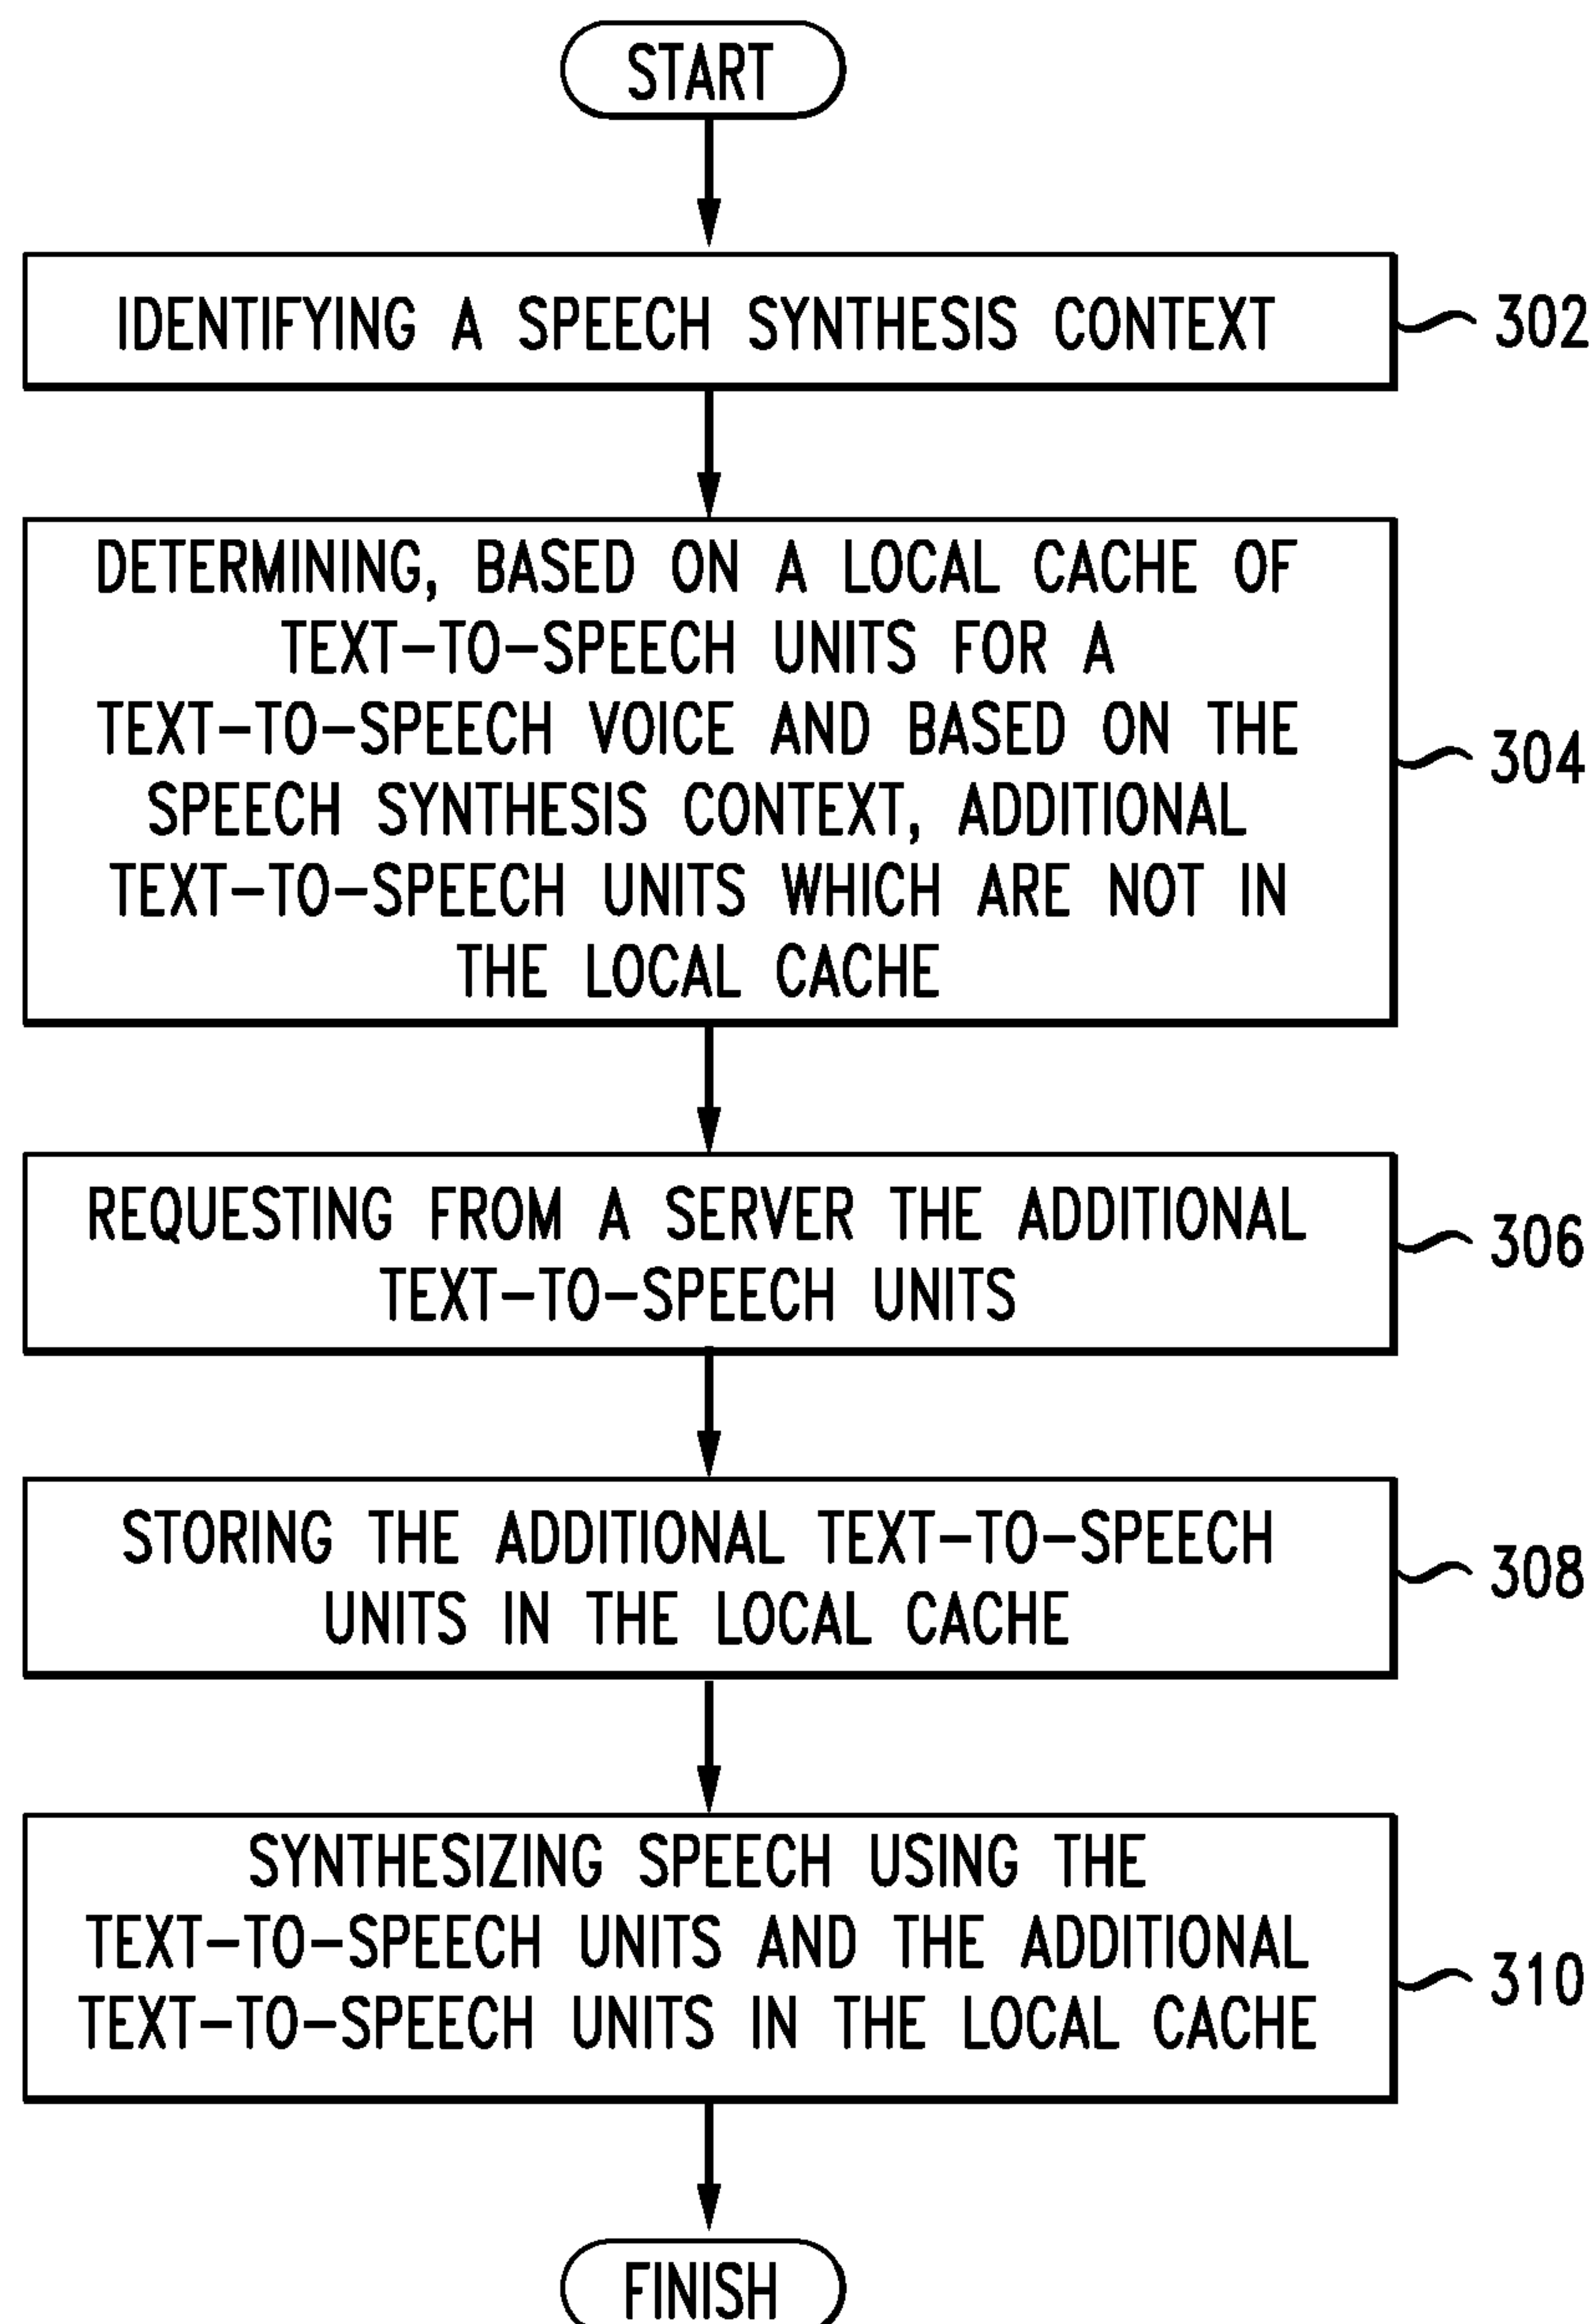 START
IDENTIFYING A SPEECH SYNTHESIS CONTEXT
302
DETERMINING, BASED ON A LOCAL CACHE OF
TEXT-TO-SPEECH UNITS FOR A
TEXT-TO-SPEECH VOICE AND BASED ON THE
SPEECH SYNTHESIS CONTEXT, ADDITIONAL
TEXT-TO-SPEECH UNITS WHICH ARE NOT IN
THE LOCAL CACHE
304
REQUESTING FROM A SERVER THE ADDITIONAL
TEXT-TO-SPEECH UNITS
306
STORING THE ADDITIONAL TEXT-TO-SPEECH
UNITS IN THE LOCAL CACHE
308
SYNTHESIZING SPEECH USING THE
TEXT-TO-SPEECH UNITS AND THE ADDITIONAL
TEXT-TO-SPEECH UNITS IN THE LOCAL CACHE
310
FINISH